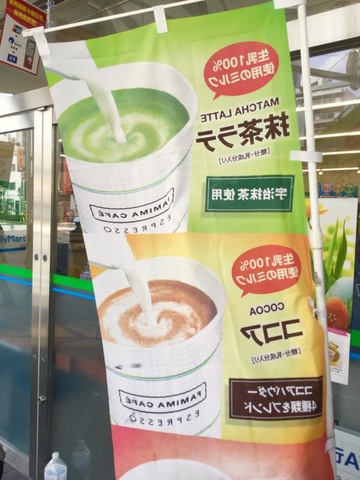 生乳100%
使用のミルク
MATCHA LATTE
抹茶ラテ
[糖分・乳成分入り]
宇治抹茶使用
FAMIMA CAFÉ
ESPRESSO
生乳100%
使用のミルク
COCOA
ココア
[糖分・乳成分入り]
ココアパウダー
4種類をブレンド
FAMIMA CAFÉ
ESPRESSO
FamilyMart